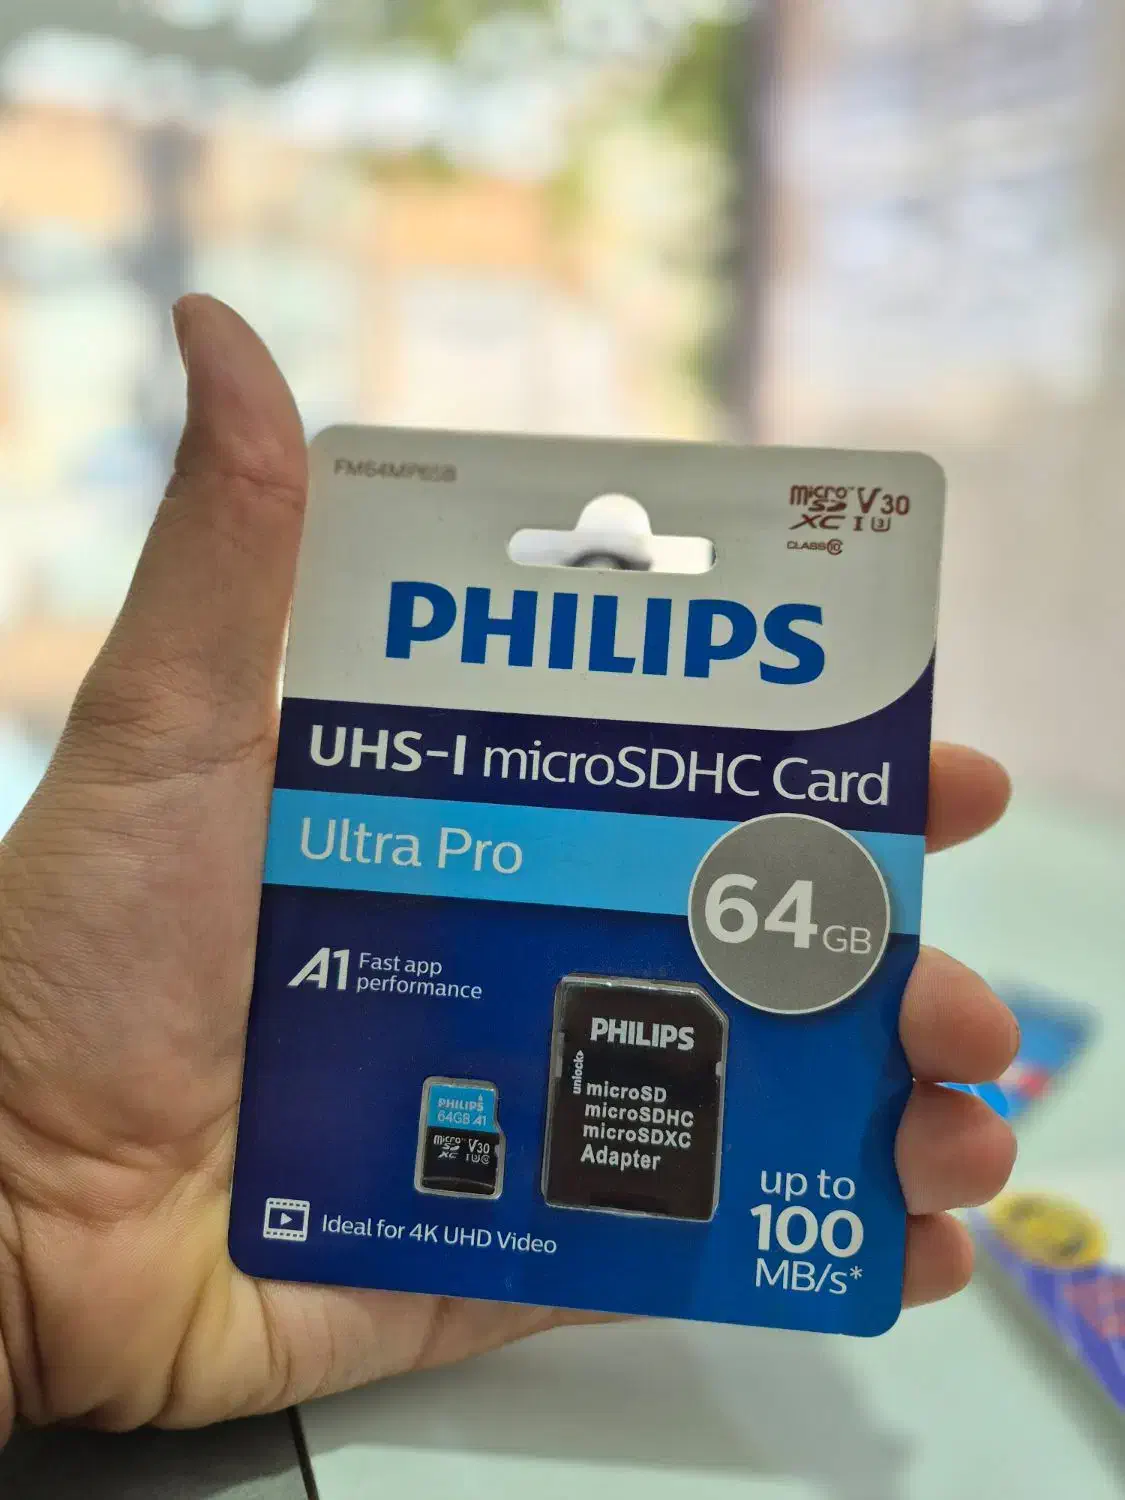 FM64MP65B
micro SD XC™ V30
I U3
CLASS 10
PHILIPS
UHS-I microSDHC Card
Ultra Pro
64GB
A1 Fast app
performance
PHILIPS
unlock
microSD
microSDHC
microSDXC
Adapter
PHILIPS
64GB A1
micro SD XC V30
I
Ideal for 4K UHD Video
up to
100
MB/s*